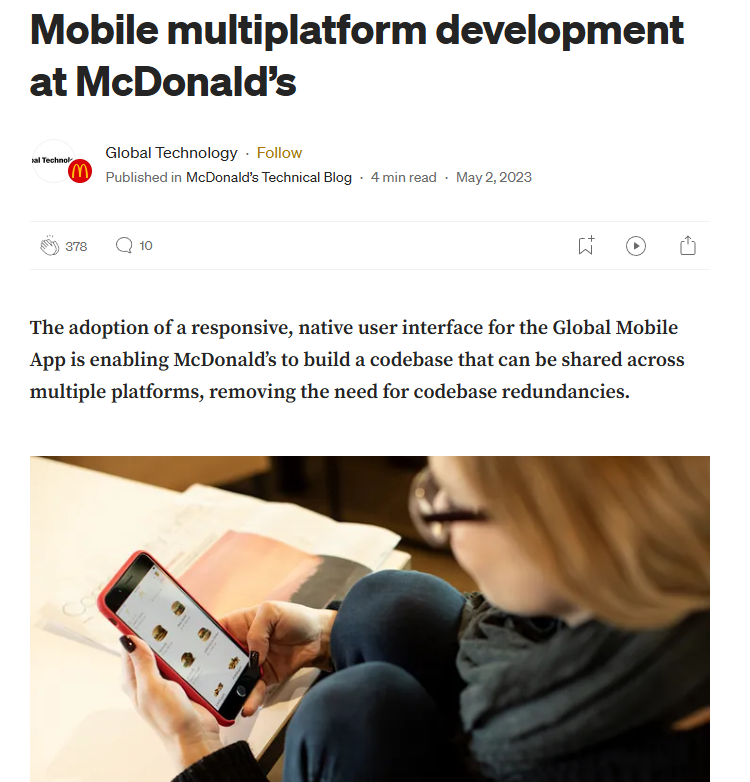 Mobile multiplatform development
at McDonald’s
al Technol
Global Technology · Follow
Published in McDonald’s Technical Blog · 4 min read · May 2, 2023
378
10
The adoption of a responsive, native user interface for the Global Mobile
App is enabling McDonald’s to build a codebase that can be shared across
multiple platforms, removing the need for codebase redundancies.